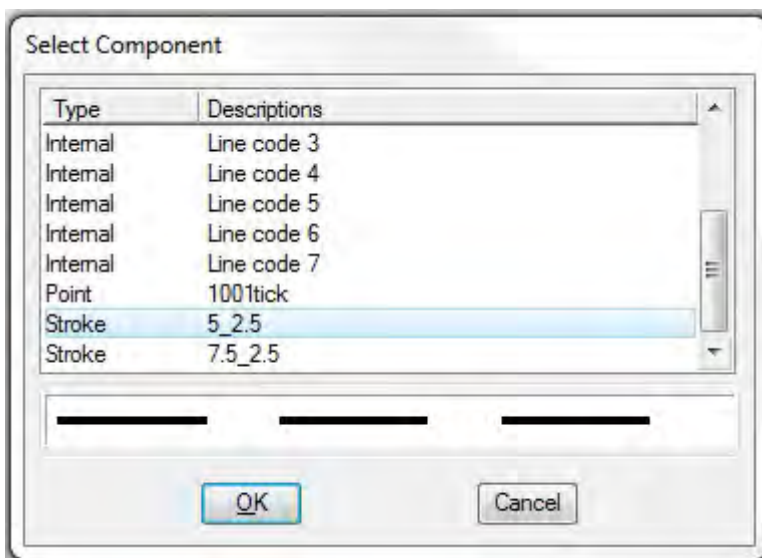 Select Component
Type Descriptions
Internal Line code 3
Internal Line code 4
Internal Line code 5
Internal Line code 6
Internal Line code 7
Point 1001tick
Stroke 5_2.5
Stroke 7.5_2.5
OK Cancel